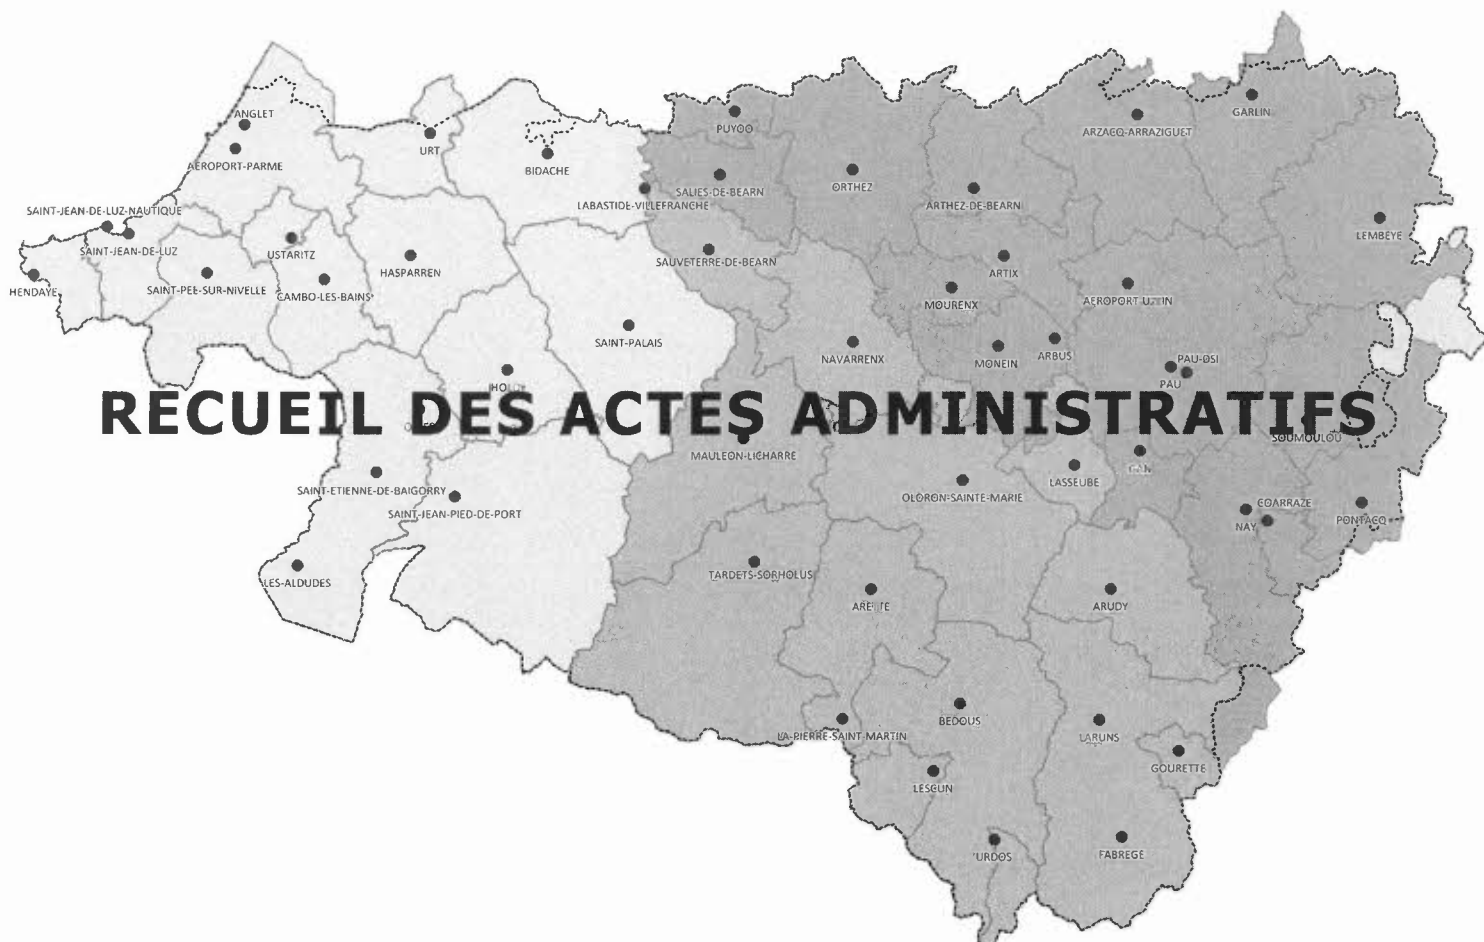 ANGLET
AEROPORT-PARME
URT
BIDACHE
PUYOO
SALIES-DE-BEARN
LABASTIDE-VILLEFRANCHE
ORTHEZ
ARTHEZ-DE-BEARN
ARZACQ-ARRAZIGUET
GARLIN
LEMBEYE
SAINT-JEAN-DE-LUZ-NAUTIQUE
SAINT-JEAN-DE-LUZ
HENDAYE
SAINT-PEE-SUR-NIVELLE
USTARITZ
CAMBO-LES-BAINS
HASPARREN
SAUVETERRE-DE-BEARN
SAINT-PALAIS
NAVARRENX
ARTIX
MOURENX
MONEIN
ARBUS
PAU-DSI
PAU
RECUEIL DES ACTES ADMINISTRATIFS
SOUMOULOU
MAULEON-LICHARRE
OLORON-SAINTE-MARIE
LASSEUBE
GAN
COARRAZE
NAY
PONTACQ
SAINT-ETIENNE-DE-BAIGORRY
SAINT-JEAN-PIED-DE-PORT
LES-ALDUDES
TARDETS-SORHOLUS
ARUDY
LA-PIERRE-SAINT-MARTIN
BEDOUS
LARUNS
GOURETTE
LESCUN
URDOS
FABREGE